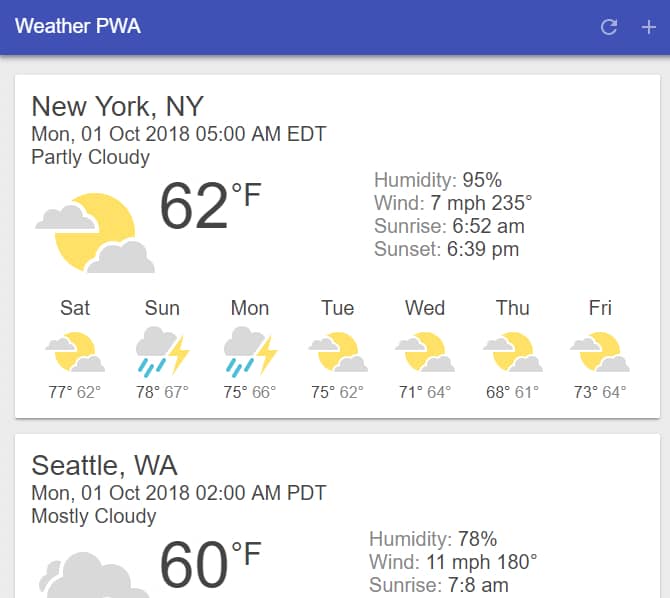 Weather PWA
New York, NY
Mon, 01 Oct 2018 05:00 AM EDT
Partly Cloudy
62°F
Humidity: 95%
Wind: 7 mph 235°
Sunrise: 6:52 am
Sunset: 6:39 pm
Sat Sun Mon Tue Wed Thu Fri
77° 62° 78° 67° 75° 66° 75° 62° 71° 64° 68° 61° 73° 64°
Seattle, WA
Mon, 01 Oct 2018 02:00 AM PDT
Mostly Cloudy
60°F
Humidity: 78%
Wind: 11 mph 180°
Sunrise: 7:8 am